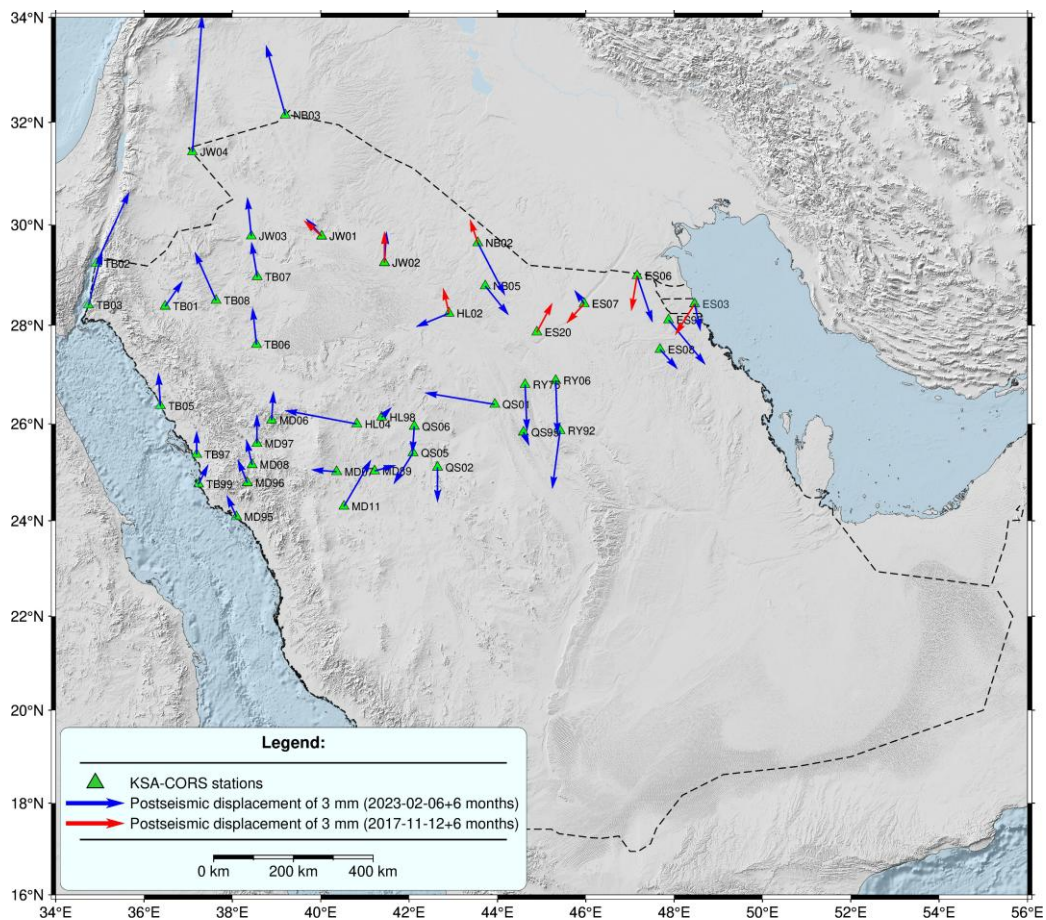 34°N
32°N
30°N
28°N
26°N
24°N
22°N
20°N
18°N
16°N
34°E
36°E
38°E
40°E
42°E
44°E
46°E
48°E
50°E
52°E
54°E
56°E
NB03
JW04
JW03
JW01
NB02
TB02
JW02
TB07
ES06
NB05
TB03
TB01
TB08
HL02
ES07
ES03
ES20
TB06
ES08
RY06
TB05
QS01
MD06
HL04
HL98
QS06
MD97
QS95
RY92
TB97
MD08
QS05
QS02
TB99
MD96
MD11
MD95
Legend:
KSA-CORS stations
Postseismic displacement of 3 mm (2023-02-06+6 months)
Postseismic displacement of 3 mm (2017-11-12+6 months)
0 km
200 km
400 km